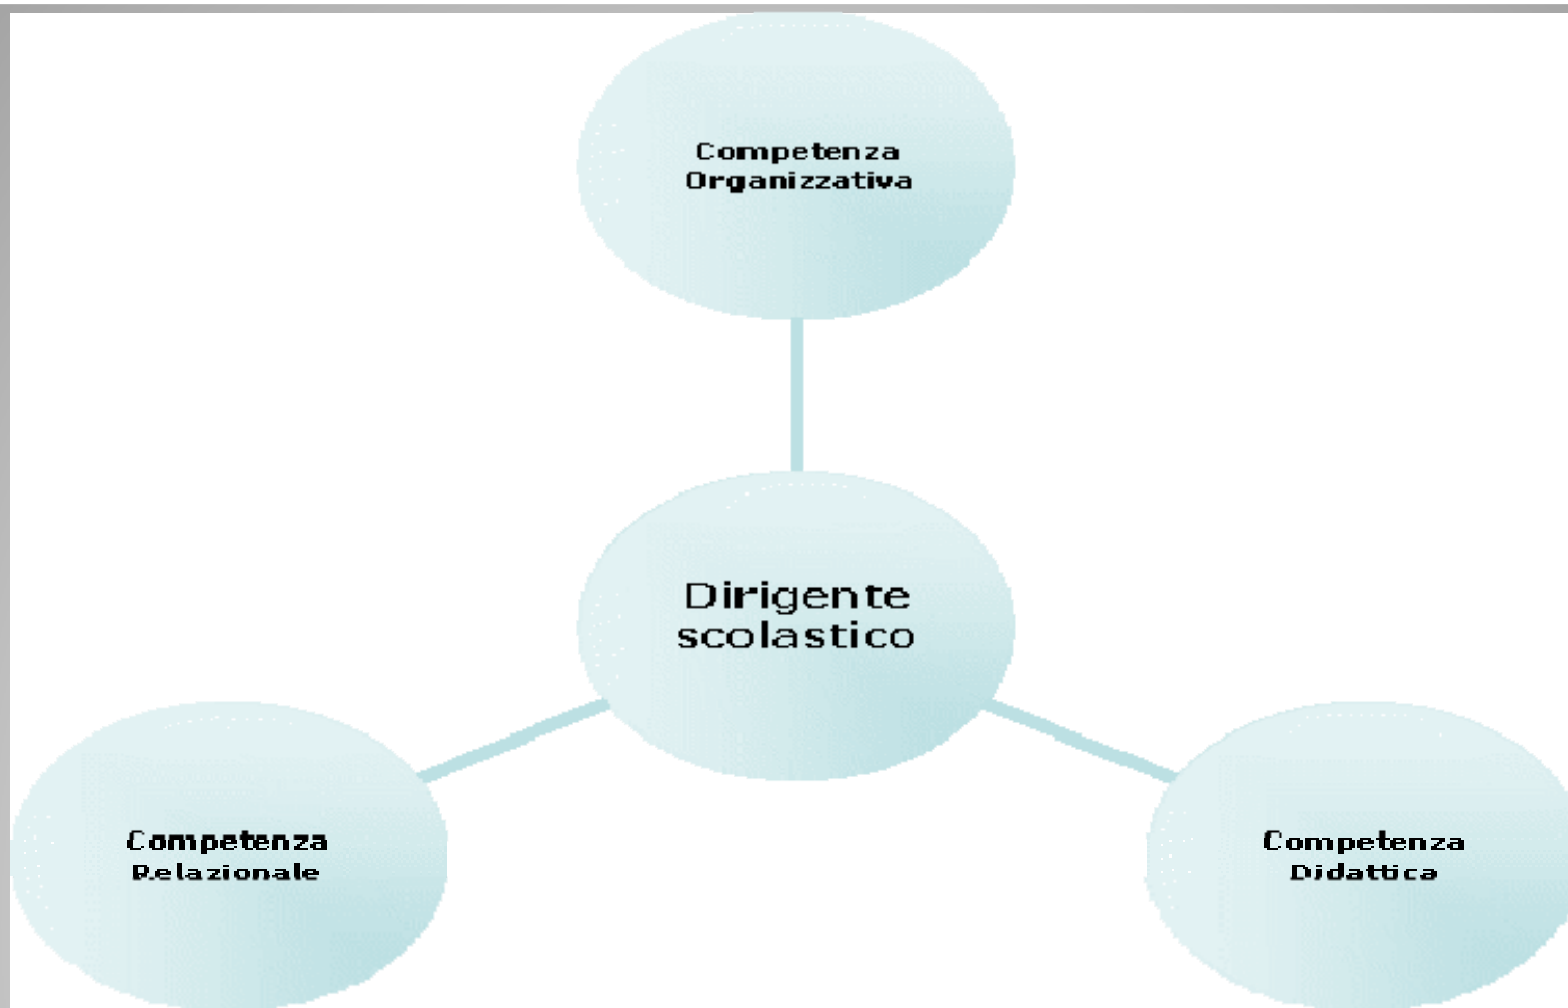 Competenza
Organizzativa
Dirigente
scolastico
Competenza
Relazionale
Competenza
Didattica